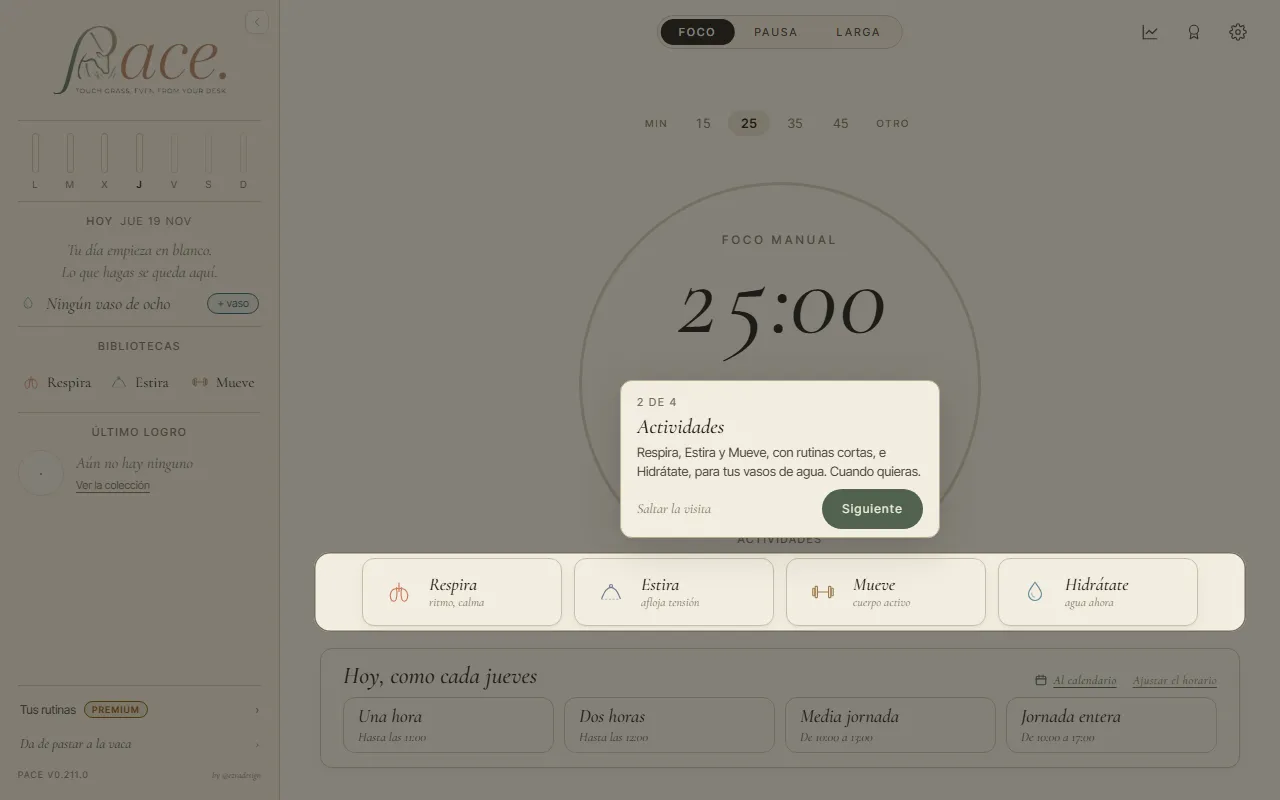 Pace.
TOUCH GRASS, EVEN FROM YOUR DESK
L M X J V S D
HOY JUE 19 NOV
Tu día empieza en blanco.
Lo que hagas se queda aquí.
Ningún vaso de ocho
+ vaso
BIBLIOTECAS
Respira Estira Mueve
ÚLTIMO LOGRO
Aún no hay ninguno
Ver la colección
Tus rutinas PREMIUM
Da de pastar a la vaca
PACE V0.211.0
by @eradesign
FOCO PAUSA LARGA
MIN 15 25 35 45 OTRO
FOCO MANUAL
25:00
2 DE 4
Actividades
Respira, Estira y Mueve, con rutinas cortas, e
Hidrátate, para tus vasos de agua. Cuando quieras.
Saltar la visita
Siguiente
ACTIVIDADES
Respira
ritmo, calma
Estira
afloja tensión
Mueve
cuerpo activo
Hidrátate
agua ahora
Hoy, como cada jueves
Al calendario
Ajustar el horario
Una hora
Hasta las 11:00
Dos horas
Hasta las 12:00
Media jornada
De 10:00 a 13:00
Jornada entera
De 10:00 a 17:00